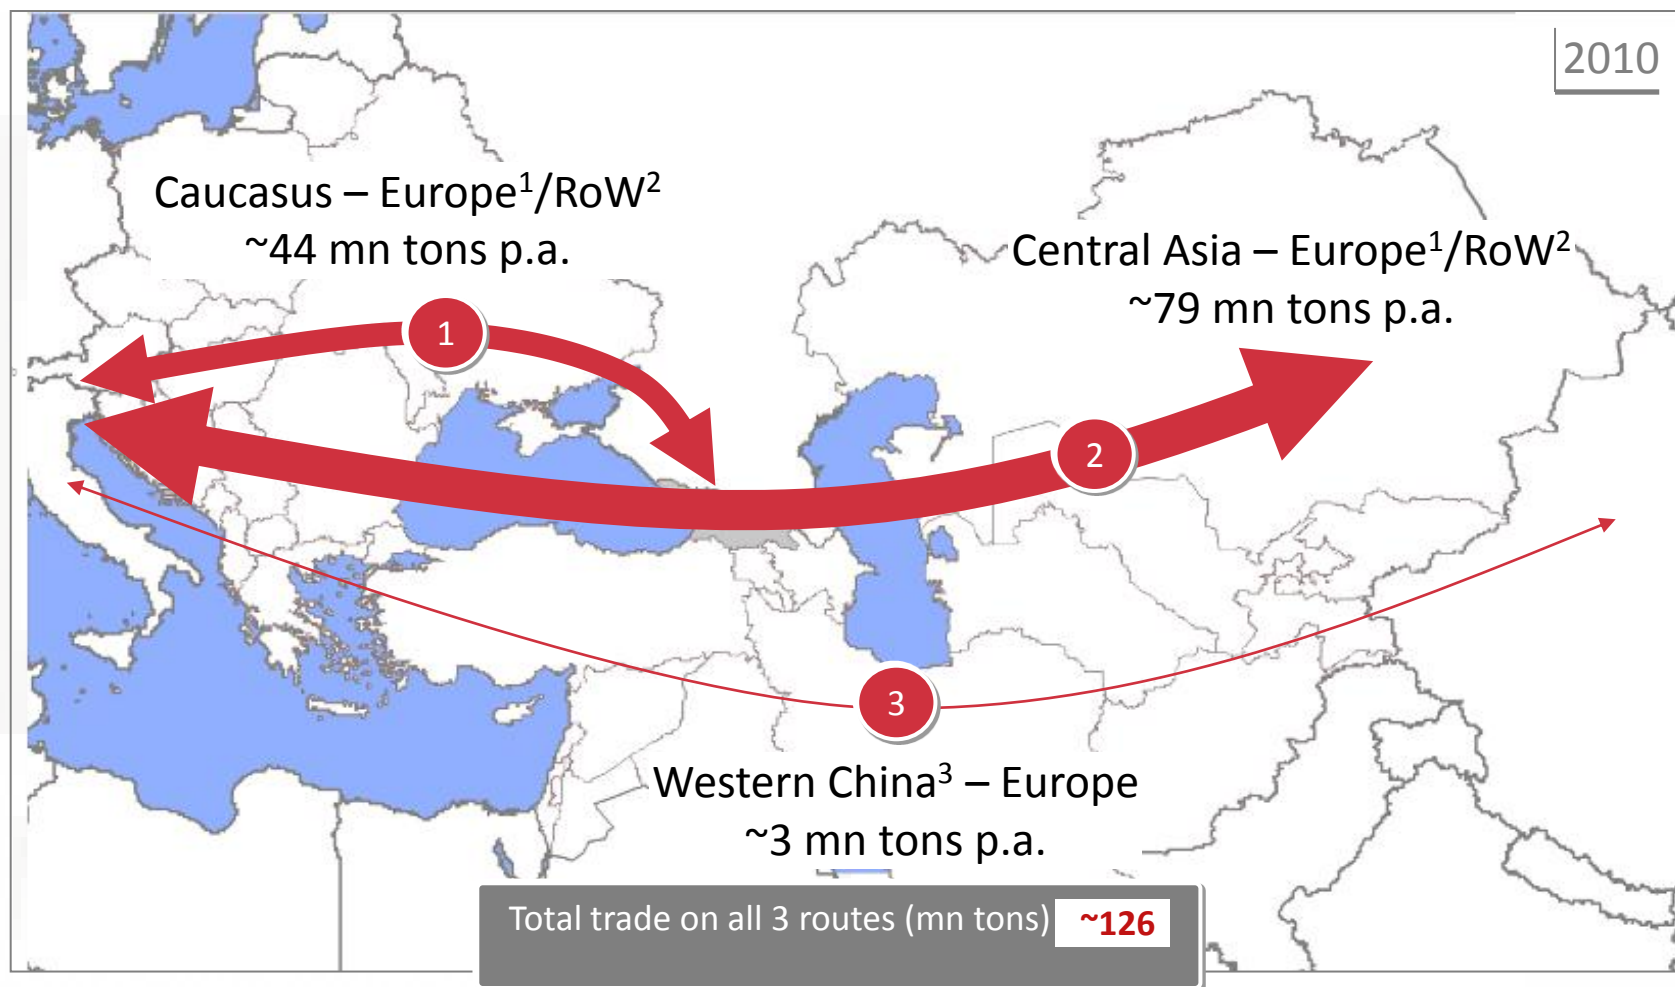 2010
Caucasus – Europe¹/RoW²
~44 mn tons p.a.
Central Asia – Europe¹/RoW²
~79 mn tons p.a.
1
2
3
Western China³ – Europe
~3 mn tons p.a.
Total trade on all 3 routes (mn tons) ~126